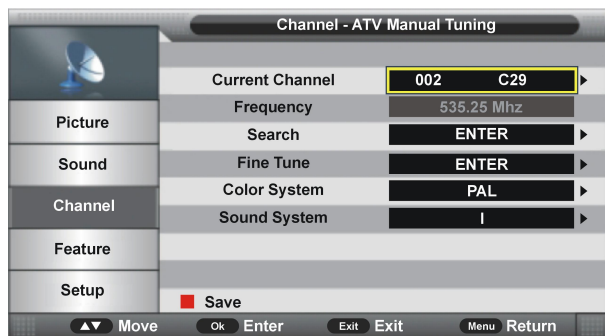 Channel - ATV Manual Tuning
Current Channel 002 C29
Frequency 535.25 Mhz
Search ENTER
Fine Tune ENTER
Color System PAL
Sound System I
Picture
Sound
Channel
Feature
Setup
Save
Move Ok Enter Exit Exit Menu Return